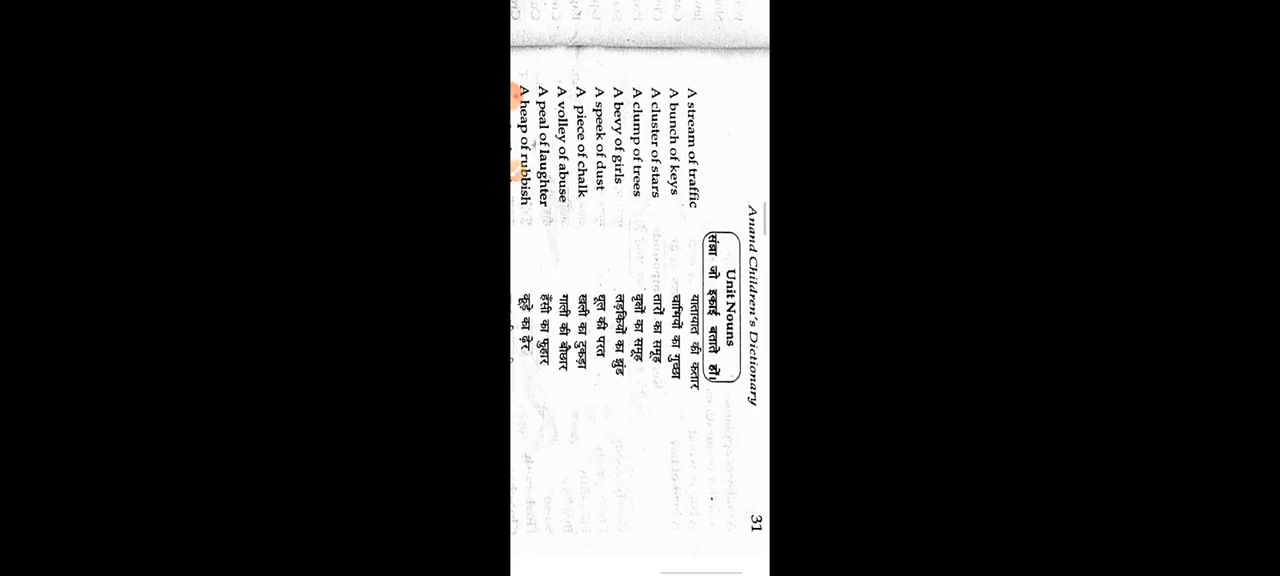 Anand Children's Dictionary 31
Unit Nouns
संज्ञा जो इकाई बताते हों।
A stream of traffic यातायात की कतार
A bunch of keys चाभियों का गुच्छा
A cluster of stars तारों का समूह
A clump of trees वृक्षों का समूह
A bevy of girls लड़कियों का झुंड
A speek of dust धूल की परत
A piece of chalk खली का टुकड़ा
A volley of abuse गाली की बौछार
A peal of laughter हँसी का फुहार
A heap of rubbish कूड़े का ढ़ेर